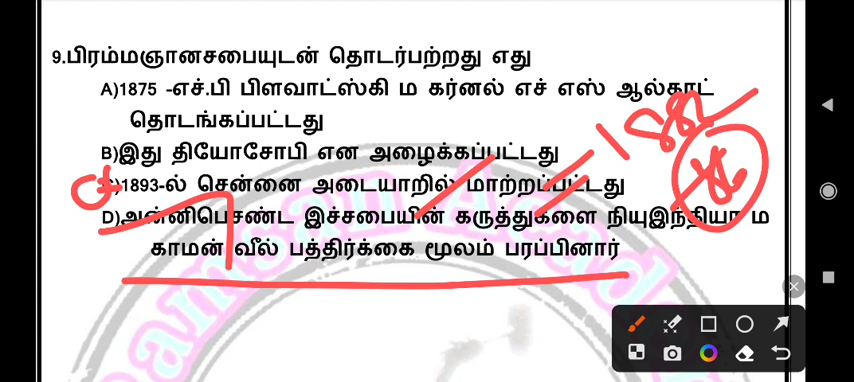 9.பிரம்மஞானசபையுடன் தொடர்பற்றது எது
A)1875 -எச்.பி பிளவாட்ஸ்கி ம கர்னல் எச் எஸ் ஆல்காட்
தொடங்கப்பட்டது
1882
B)இது தியோசோபி என அழைக்கப்பட்டது
C)1893-ல் சென்னை அடையாறில் மாற்றப்பட்டது
D)அன்னிபெசண்ட இச்சபையின் கருத்துகளை நியுஇந்தியா ம
காமன் வீல் பத்திர்க்கை மூலம் பரப்பினார்